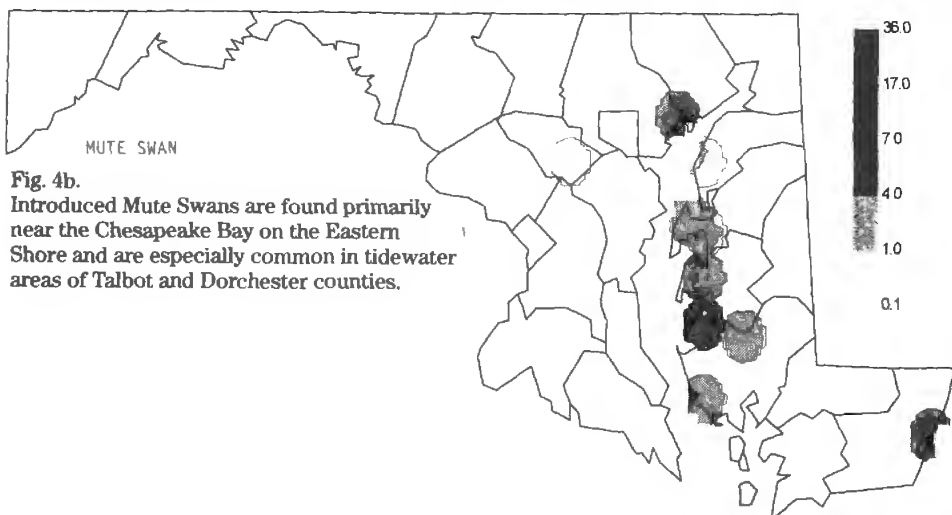 MUTE SWAN
Fig. 4b.
Introduced Mute Swans are found primarily
near the Chesapeake Bay on the Eastern
Shore and are especially common in tidewater
areas of Talbot and Dorchester counties.
36.0
17.0
7.0
4.0
1.0
0.1